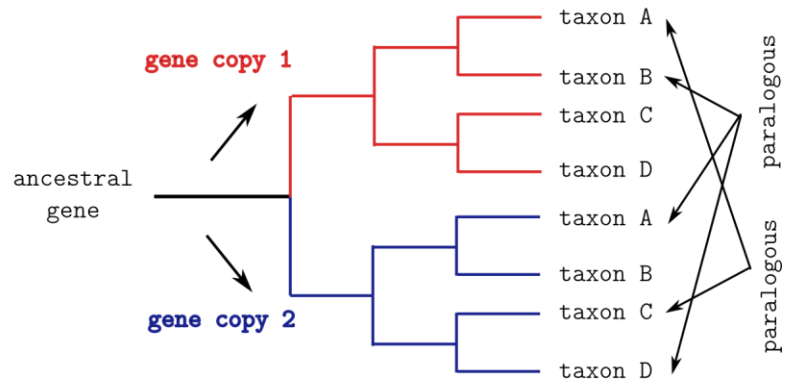 gene copy 1
ancestral
gene
gene copy 2
taxon A
taxon B
taxon C
taxon D
taxon A
taxon B
taxon C
taxon D
paralogous
paralogous